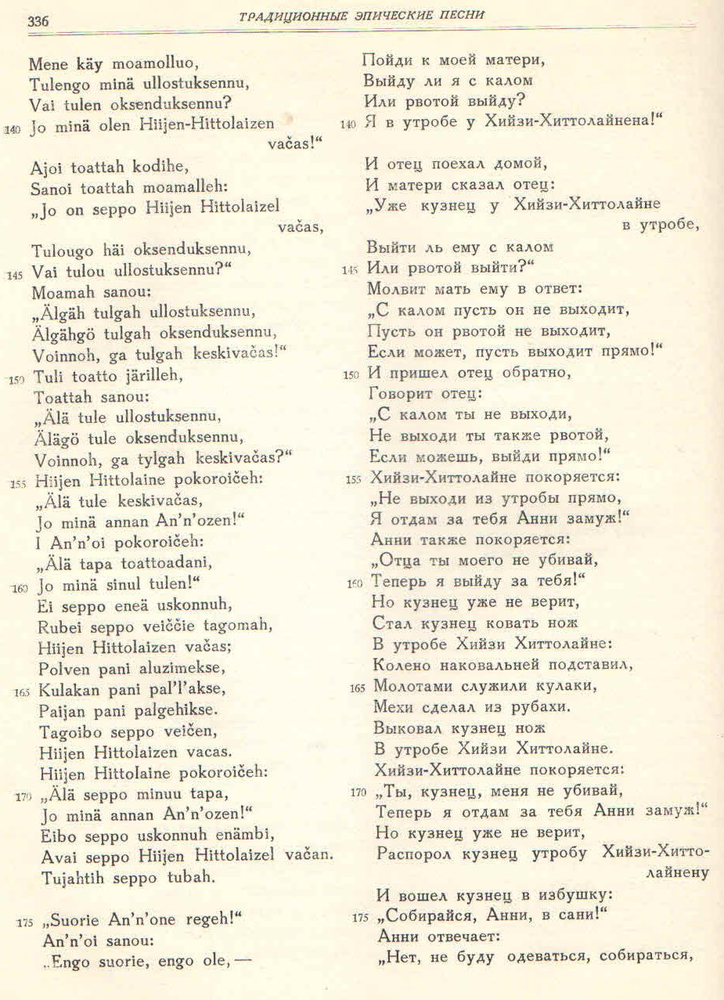 336
ТРАДИЦИОННЫЕ ЭПИЧЕСКИЕ ПЕСНИ
Mene käy moamolluo,
Tulengo minä ullostuksennu,
Vai tulen oksenduksennu?
140 Jo minä olen Hiijen-Hittolaizen
vačas!“
Ajoi toattah kodihe,
Sanoi toattah moamalleh:
„Jo on seppo Hiijen Hittolaizel
vačas,
Tulougo häi oksenduksennu,
145 Vai tulou ullostuksennu?“
Moamah sanou:
„Älgäh tulgah ullostuksennu,
Älgähgö tulgah oksenduksennu,
Voinnoh, ga tulgah keskivačas!“
150 Tuli toatto järilleh,
Toattah sanou:
„Älä tule ullostuksennu,
Älägö tule oksenduksennu,
Voinnoh, ga tylgah keskivačas?“
155 Hiijen Hittolaine pokoroičeh:
„Älä tule keskivačas,
Jo minä annan An’n’ozen!“
I An’n’oi pokoroičeh:
„Älä tapa toattoadani,
160 Jo minä sinul tulen!“
Ei seppo eneä uskonnuh,
Rubei seppo veiččie tagomah,
Hiijen Hittolaizen vačas;
Polven pani aluzimekse,
165 Kulakan pani pal’l’akse,
Paijan pani palgehikse.
Tagoibo seppo veičen,
Hiijen Hittolaizen vacas.
Hiijen Hittolaine pokoroičeh:
170 „Älä seppo minuu tapa,
Jo minä annan An’n’ozen!“
Eibo seppo uskonnuh enämbi,
Avai seppo Hiijen Hittolaizel vačan.
Tujahtih seppo tubah.
175 „Suorie An’n’one regeh!“
An’n’oi sanou:
„Engo suorie, engo ole, —
Пойди к моей матери,
Выйду ли я с калом
Или рвотой выйду?
140 Я в утробе у Хийзи-Хиттолайнена!“
И отец поехал домой,
И матери сказал отец:
„Уже кузнец у Хийзи-Хиттолайне
в утробе,
Выйти ль ему с калом
145 Или рвотой выйти?“
Молвит мать ему в ответ:
„С калом пусть он не выходит,
Пусть он рвотой не выходит,
Если может, пусть выходит прямо!“
150 И пришел отец обратно,
Говорит отец:
„С калом ты не выходи,
Не выходи ты также рвотой,
Если можешь, выйди прямо!“
155 Хийзи-Хиттолайне покоряется:
„Не выходи из утробы прямо,
Я отдам за тебя Анни замуж!“
Анни также покоряется:
„Отца ты моего не убивай,
160 Теперь я выйду за тебя!“
Но кузнец уже не верит,
Стал кузнец ковать нож
В утробе Хийзи Хиттолайне:
Колено наковальней подставил,
165 Молотами служили кулаки,
Мехи сделал из рубахи.
Выковал кузнец нож
В утробе Хийзи Хиттолайне.
Хийзи-Хиттолайне покоряется:
170 „Ты, кузнец, меня не убивай,
Теперь я отдам за тебя Анни замуж!“
Но кузнец уже не верит,
Распорол кузнец утробу Хийзи-Хитто-
лайнену
И вошел кузнец в избушку:
175 „Собирайся, Анни, в сани!“
Анни отвечает:
„Нет, не буду одеваться, собираться,